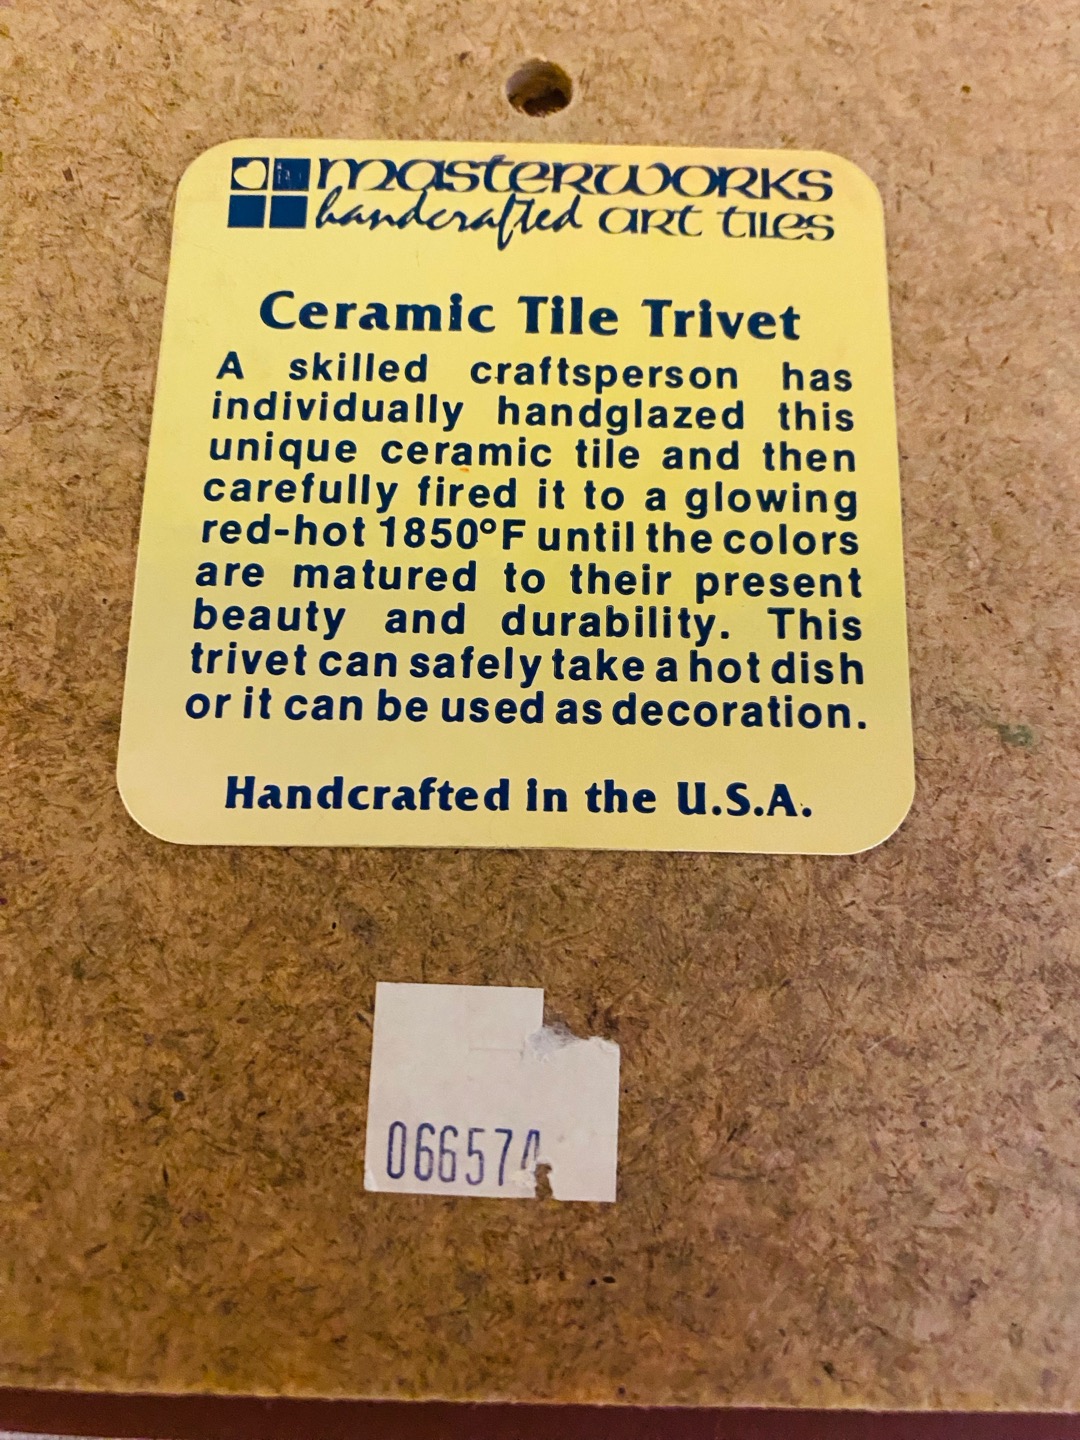 masterworks
handcrafted art tiles
Ceramic Tile Trivet
A skilled craftsperson has
individually handglazed this
unique ceramic tile and then
carefully fired it to a glowing
red-hot 1850°F until the colors
are matured to their present
beauty and durability. This
trivet can safely take a hot dish
or it can be used as decoration.
Handcrafted in the U.S.A.